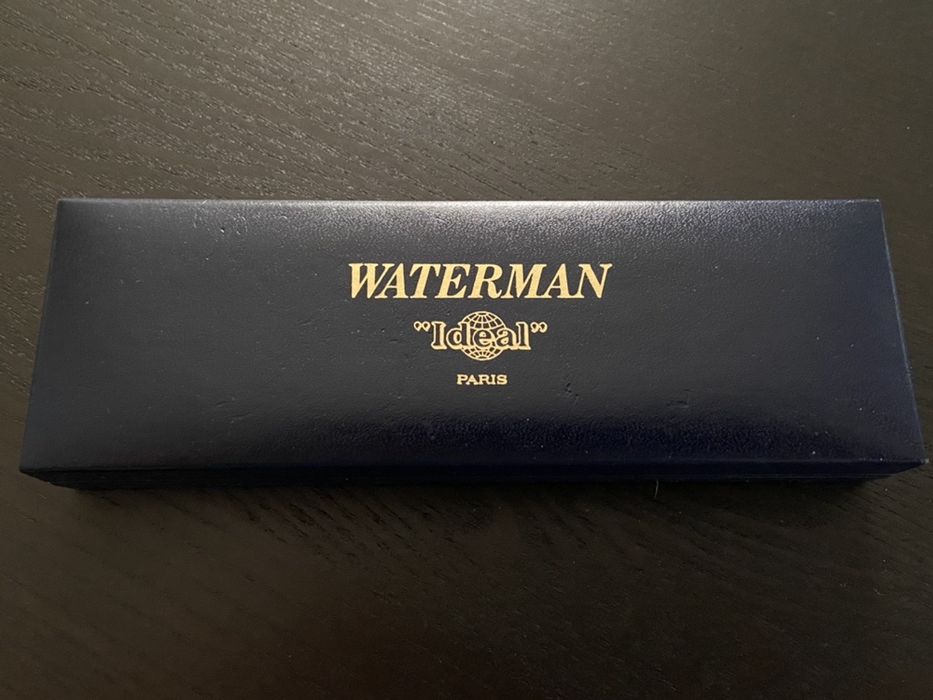 WATERMAN
"Ideal"
PARIS